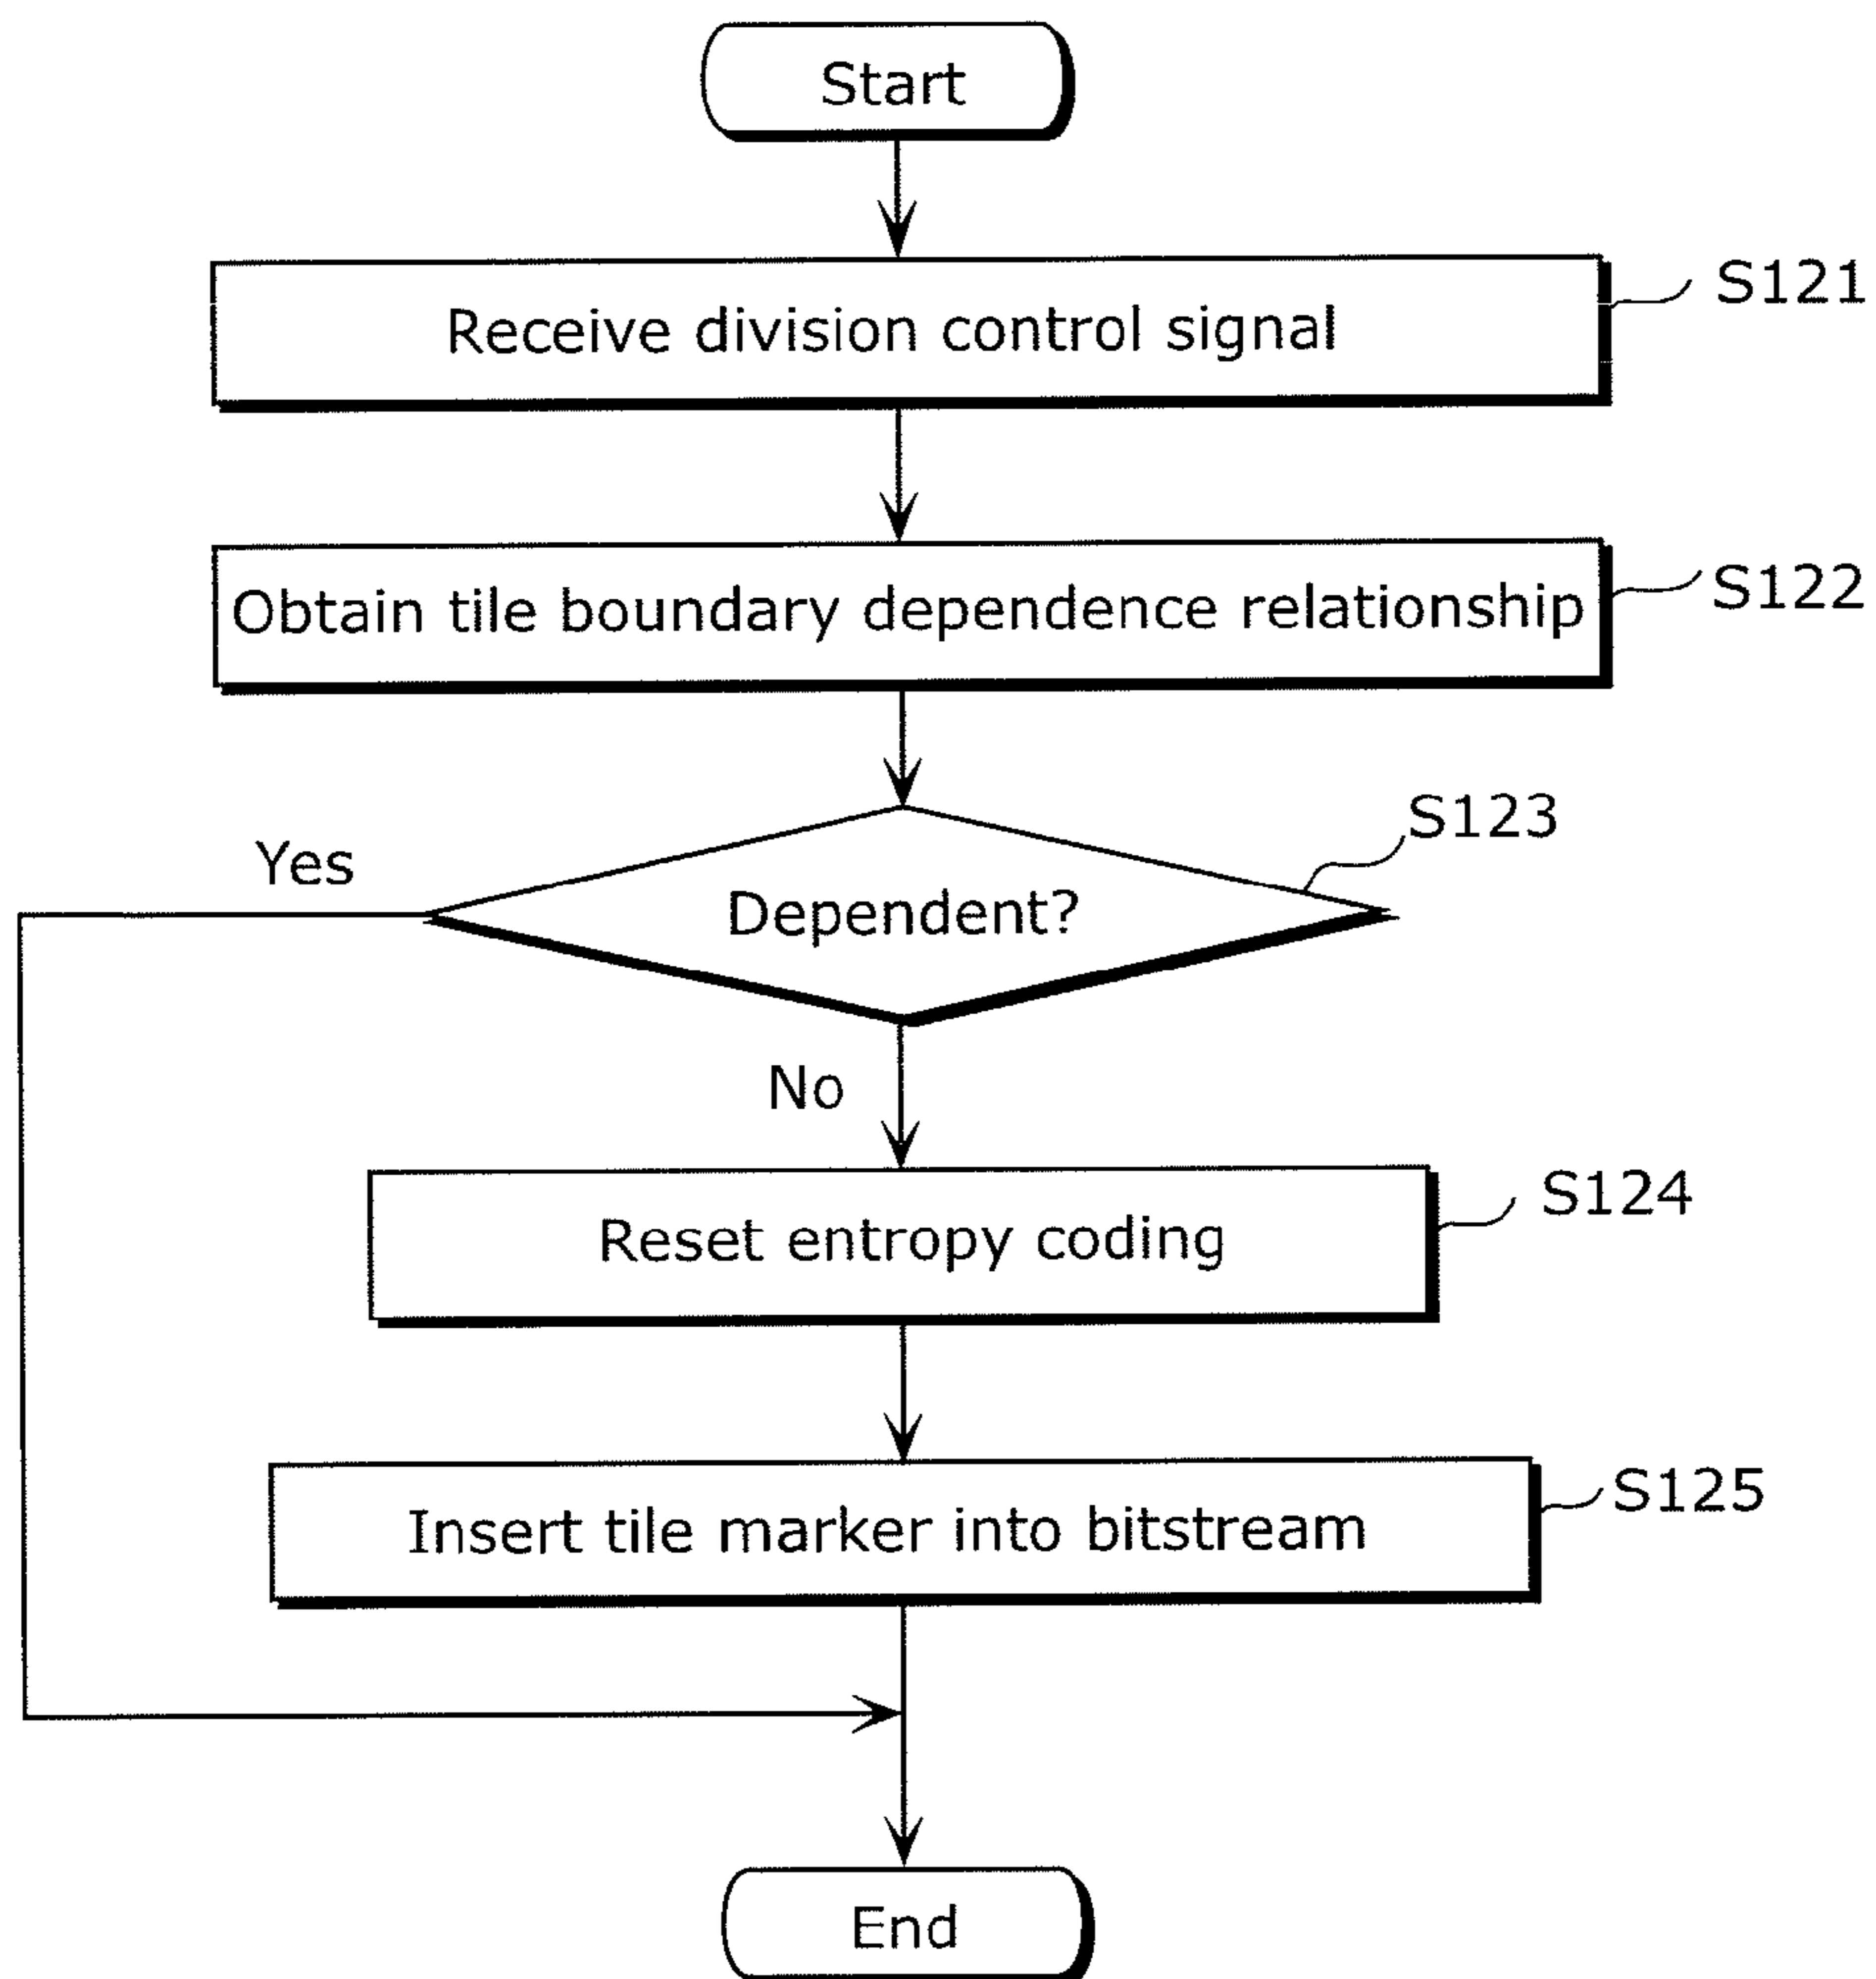 Start
Receive division control signal
S121
Obtain tile boundary dependence relationship
S122
Dependent?
S123
Yes
No
Reset entropy coding
S124
Insert tile marker into bitstream
S125
End